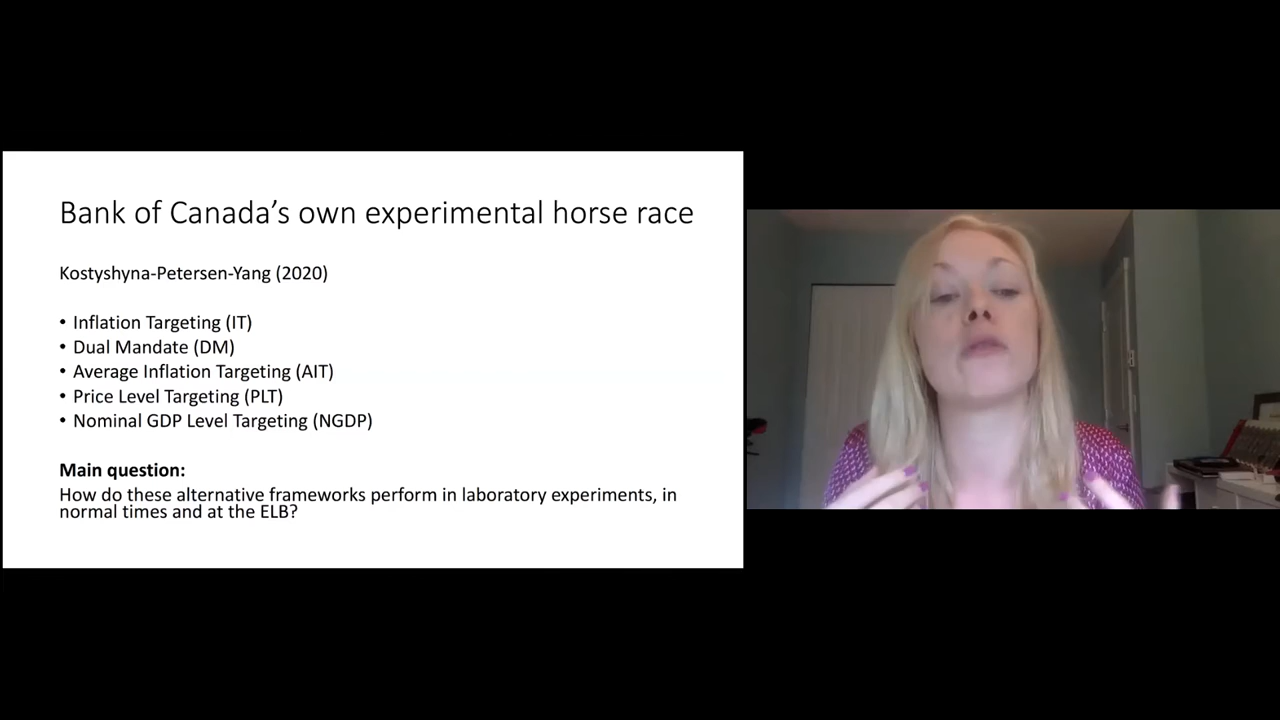 Bank of Canada’s own experimental horse race
Kostyshyna-Petersen-Yang (2020)
• Inflation Targeting (IT)
• Dual Mandate (DM)
• Average Inflation Targeting (AIT)
• Price Level Targeting (PLT)
• Nominal GDP Level Targeting (NGDP)
Main question:
How do these alternative frameworks perform in laboratory experiments, in
normal times and at the ELB?